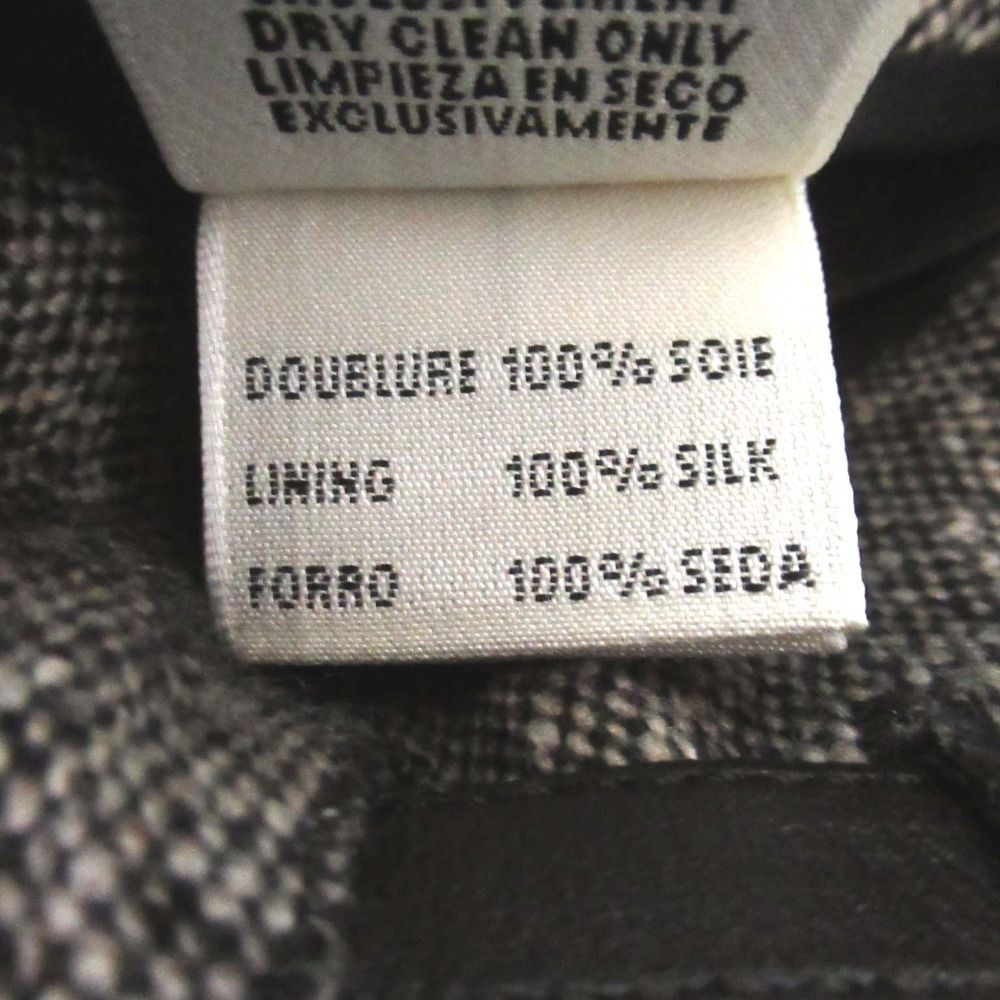 DRY CLEAN ONLY
LIMPIEZA EN SECO
EXCLUSIVAMENTE
DOUBLURE 100% SOIE
LINING 100% SILK
FORRO 100% SEDA